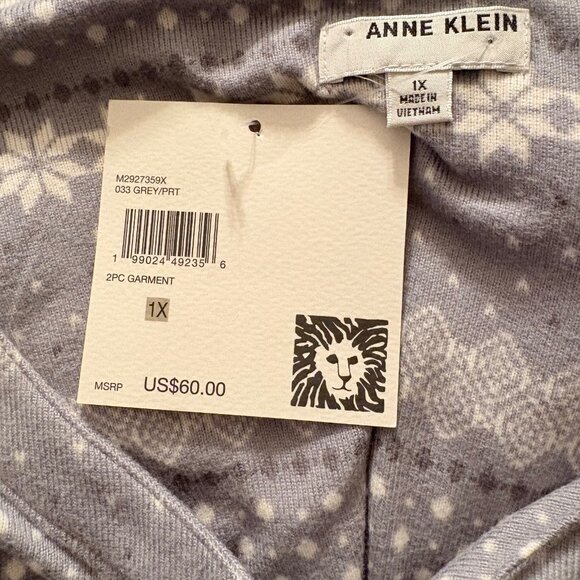 ANNE KLEIN
1X
MADE IN
VIETNAM
M2927359X
033 GREY/PRT
1 99024 49235 6
2PC GARMENT
1X
MSRP US$60.00